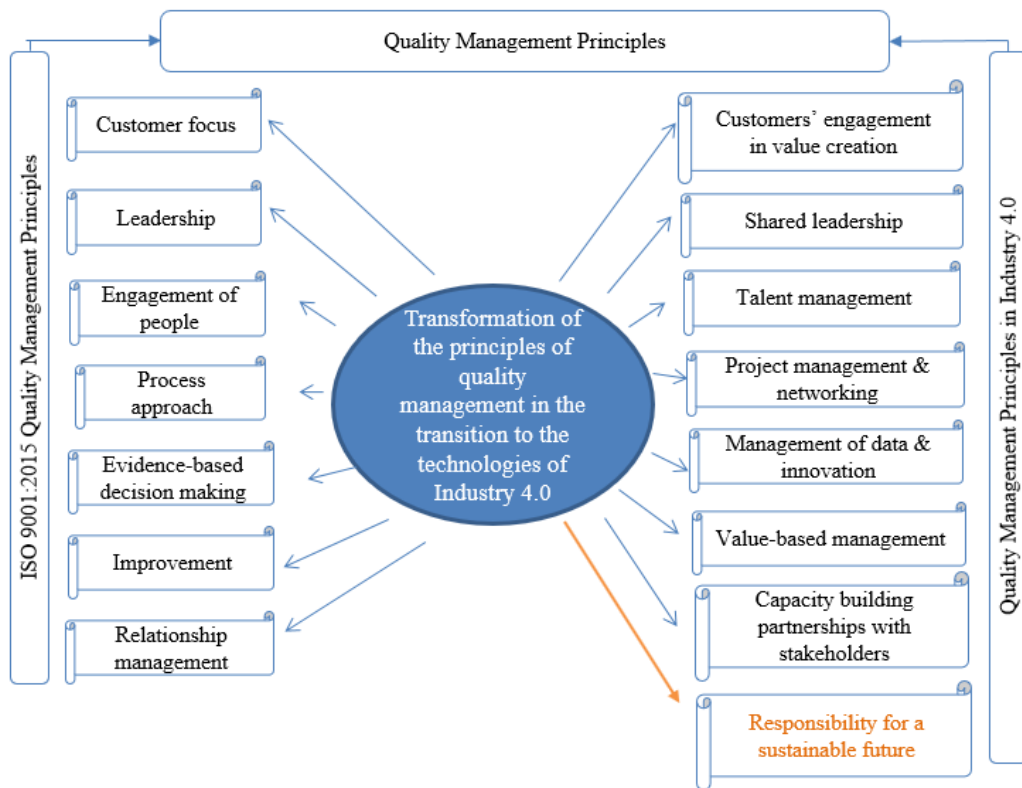 Quality Management Principles
ISO 9001:2015 Quality Management Principles
Customer focus
Leadership
Engagement of
people
Process
approach
Evidence-based
decision making
Improvement
Relationship
management
Transformation of
the principles of
quality
management in the
transition to the
technologies of
Industry 4.0
Customers’ engagement
in value creation
Shared leadership
Talent management
Project management &
networking
Management of data &
innovation
Value-based management
Capacity building
partnerships with
stakeholders
Responsibility for a
sustainable future
Quality Management Principles in Industry 4.0